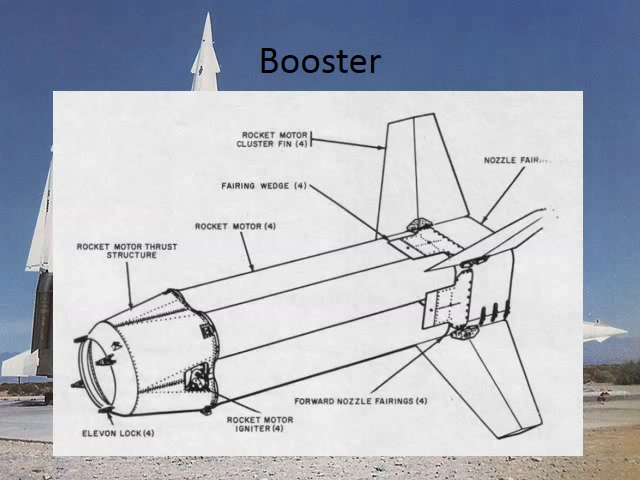 Booster
ROCKET MOTOR
CLUSTER FIN (4)
NOZZLE
FAIRING WEDGE (4)
ROCKET MOTOR (4)
ROCKET MOTOR THRUST
STRUCTURE
FORWARD NOZZLE FAIRINGS (4)
ROCKET MOTOR
IGNITER (4)
ELEVON LOCK (4)